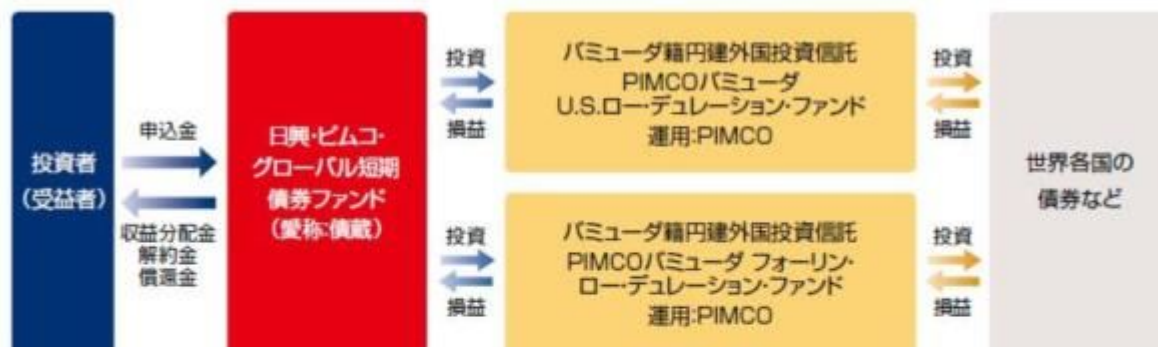 投資者
(受益者)
申込金
収益分配金
解約金
償還金
日興・ピムコ・
グローバル短期
債券ファンド
(愛称:債蔵)
投資
損益
バミューダ籍円建外国投資信託
PIMCOバミューダ
U.S.ロー・デュレーション・ファンド
運用:PIMCO
投資
損益
投資
損益
バミューダ籍円建外国投資信託
PIMCOバミューダ フォーリン・
ロー・デュレーション・ファンド
運用:PIMCO
投資
損益
世界各国の
債券など